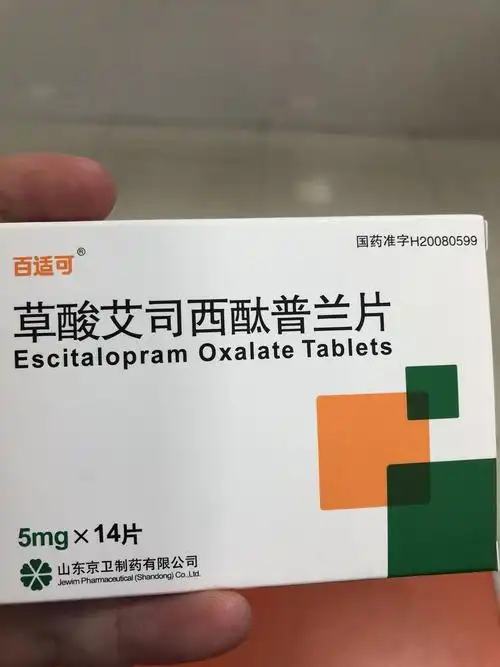 国药准字H20080599
百适可®
草酸艾司西酞普兰片
Escitalopram Oxalate Tablets
5mg×14片
山东京卫制药有限公司
Jewim Pharmaceutical (Shandong) Co.,Ltd.